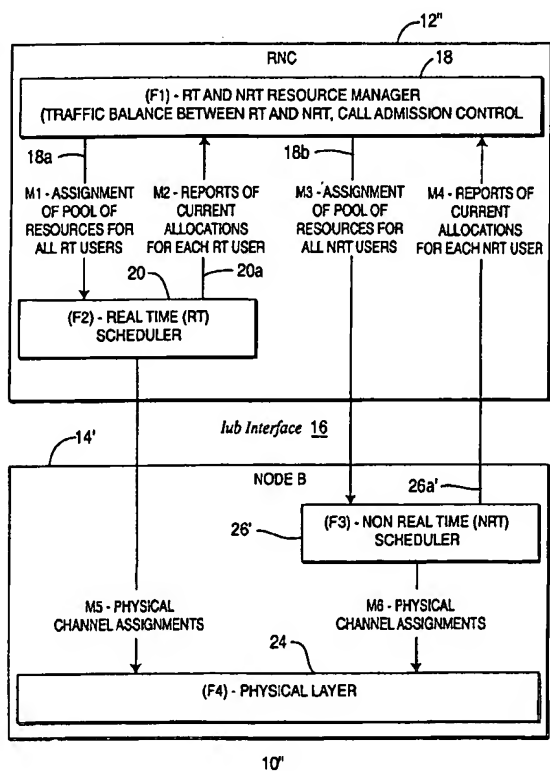 12"
RNC
18
(F1) - RT AND NRT RESOURCE MANAGER
(TRAFFIC BALANCE BETWEEN RT AND NRT, CALL ADMISSION CONTROL
18a
18b
M1 - ASSIGNMENT
OF POOL OF
RESOURCES FOR
ALL RT USERS
M2 - REPORTS OF
CURRENT
ALLOCATIONS
FOR EACH RT USER
M3 - ASSIGNMENT
OF POOL OF
RESOURCES FOR
ALL NRT USERS
M4 - REPORTS OF
CURRENT
ALLOCATIONS
FOR EACH NRT USER
20
20a
(F2) - REAL TIME (RT)
SCHEDULER
Iub Interface 16
14'
NODE B
26a'
26'
(F3) - NON REAL TIME (NRT)
SCHEDULER
M5 - PHYSICAL
CHANNEL ASSIGNMENTS
M6 - PHYSICAL
CHANNEL ASSIGNMENTS
24
(F4) - PHYSICAL LAYER
10"